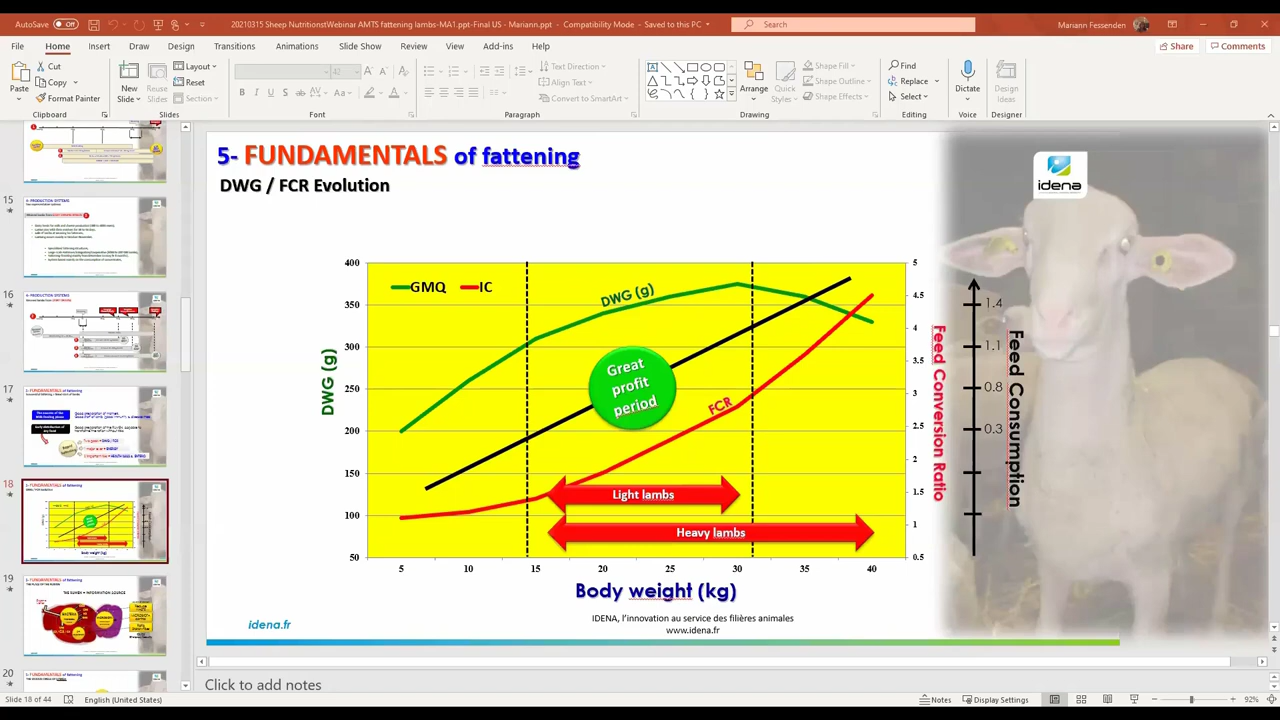 AutoSave Off
20210315 Sheep NutritionstWebinar AMTS fattening lambs-MA1.ppt-Final US - Mariann.ppt - Compatibility Mode - Saved to this PC
Search
Mariann Fessenden
File Home Insert Draw Design Transitions Animations Slide Show Review View Add-ins Help
Share Comments
Paste
Cut
Copy
Format Painter
Clipboard
New Slide
Reuse Slides
Layout
Reset
Section
Slides
42
Font
Text Direction
Align Text
Convert to SmartArt
Paragraph
Arrange
Quick Styles
Shape Fill
Shape Outline
Shape Effects
Drawing
Find
Replace
Select
Editing
Dictate
Voice
Design Ideas
Designer
15
16
17
18
19
20
5- FUNDAMENTALS of fattening
DWG / FCR Evolution
idena
GMQ IC
DWG (g)
400
350
300
250
200
150
100
50
DWG (g)
Great
profit
period
FCR
Light lambs
Heavy lambs
5
4.5
4
3.5
3
2.5
2
1.5
1
0.5
5 10 15 20 25 30 35 40
Body weight (kg)
Feed Conversion Ratio
1.4
1.1
0.8
0.3
Feed Consumption
idena.fr
IDENA, l'innovation au service des filières animales
www.idena.fr
Click to add notes
Slide 18 of 44
English (United States)
Notes
Display Settings
92%